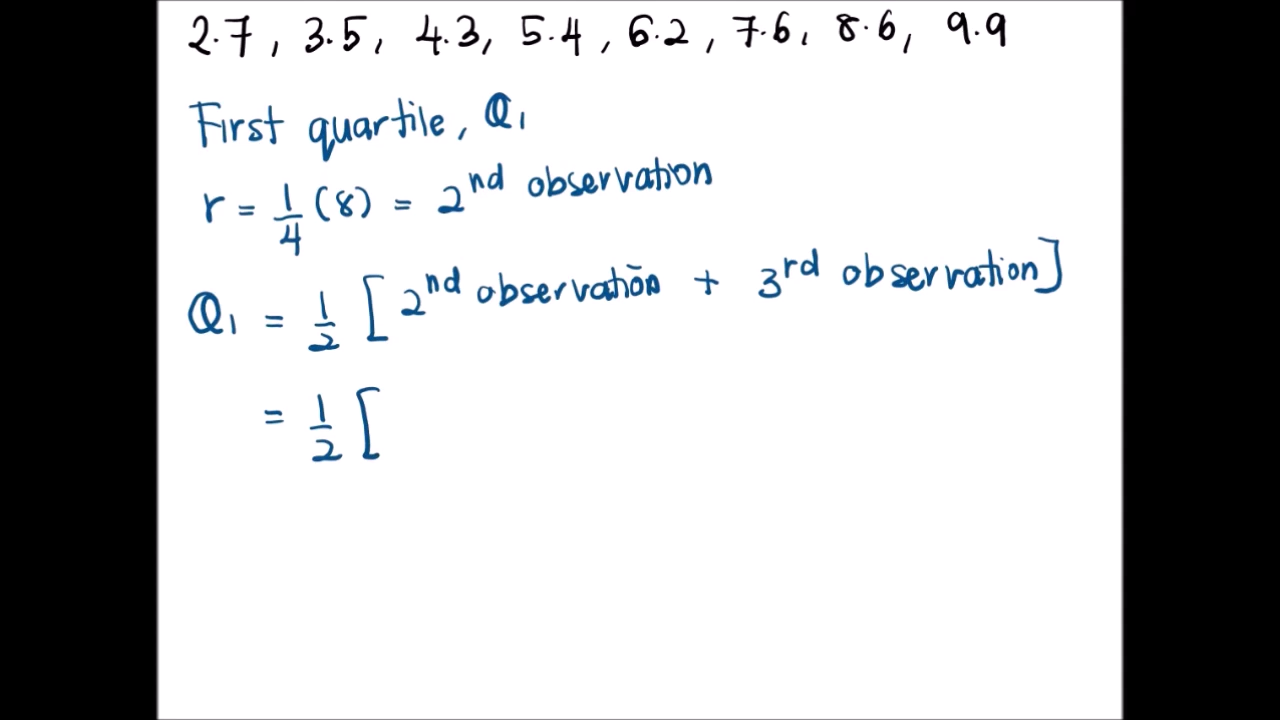 2.7, 3.5, 4.3, 5.4, 6.2, 7.6, 8.6, 9.9
First quartile, Q₁
r = 1/4 (8) = 2nd observation
Q₁ = 1/2 [2nd observation + 3rd observation]
= 1/2 [